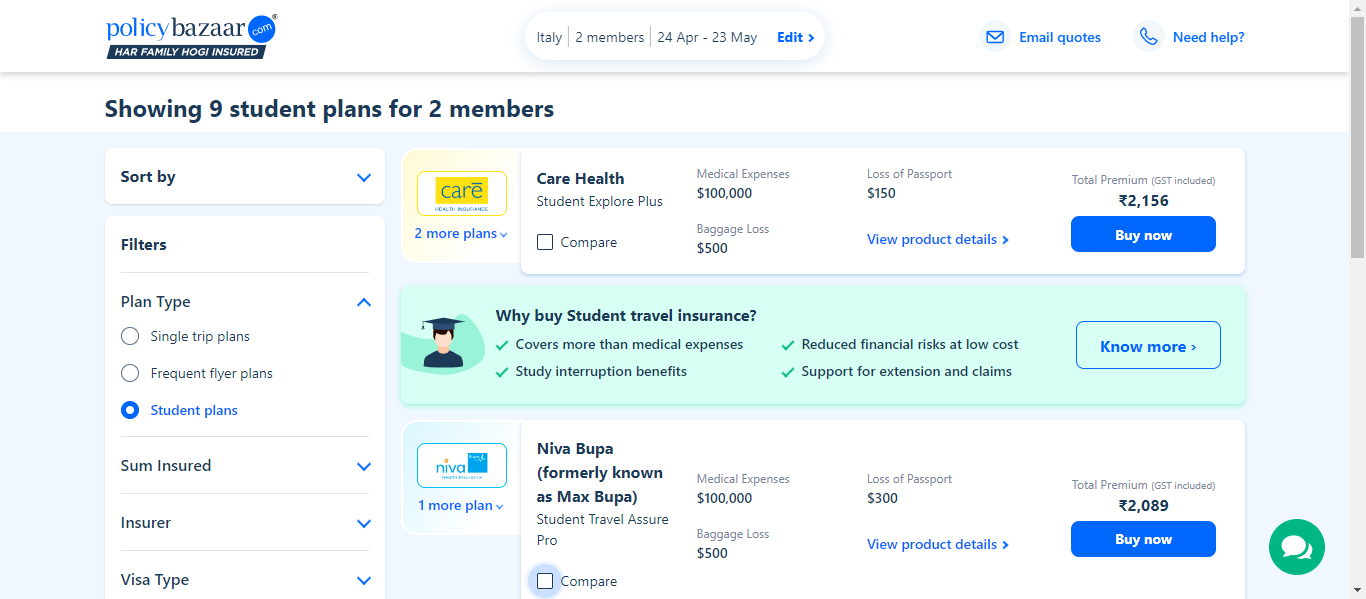 policybazaar.com®
HAR FAMILY HOGI INSURED
Italy 2 members 24 Apr - 23 May Edit
Email quotes
Need help?
Showing 9 student plans for 2 members
Sort by
Filters
Plan Type
Single trip plans
Frequent flyer plans
Student plans
Sum Insured
Insurer
Visa Type
care
HEALTH INSURANCE
2 more plans
Care Health
Student Explore Plus
Compare
Medical Expenses
$100,000
Baggage Loss
$500
Loss of Passport
$150
View product details
Total Premium (GST included)
₹2,156
Buy now
Why buy Student travel insurance?
Covers more than medical expenses
Reduced financial risks at low cost
Study interruption benefits
Support for extension and claims
Know more ›
niva
Health Insurance
1 more plan
Niva Bupa
(formerly known
as Max Bupa)
Student Travel Assure
Pro
Compare
Medical Expenses
$100,000
Baggage Loss
$500
Loss of Passport
$300
View product details
Total Premium (GST included)
₹2,089
Buy now